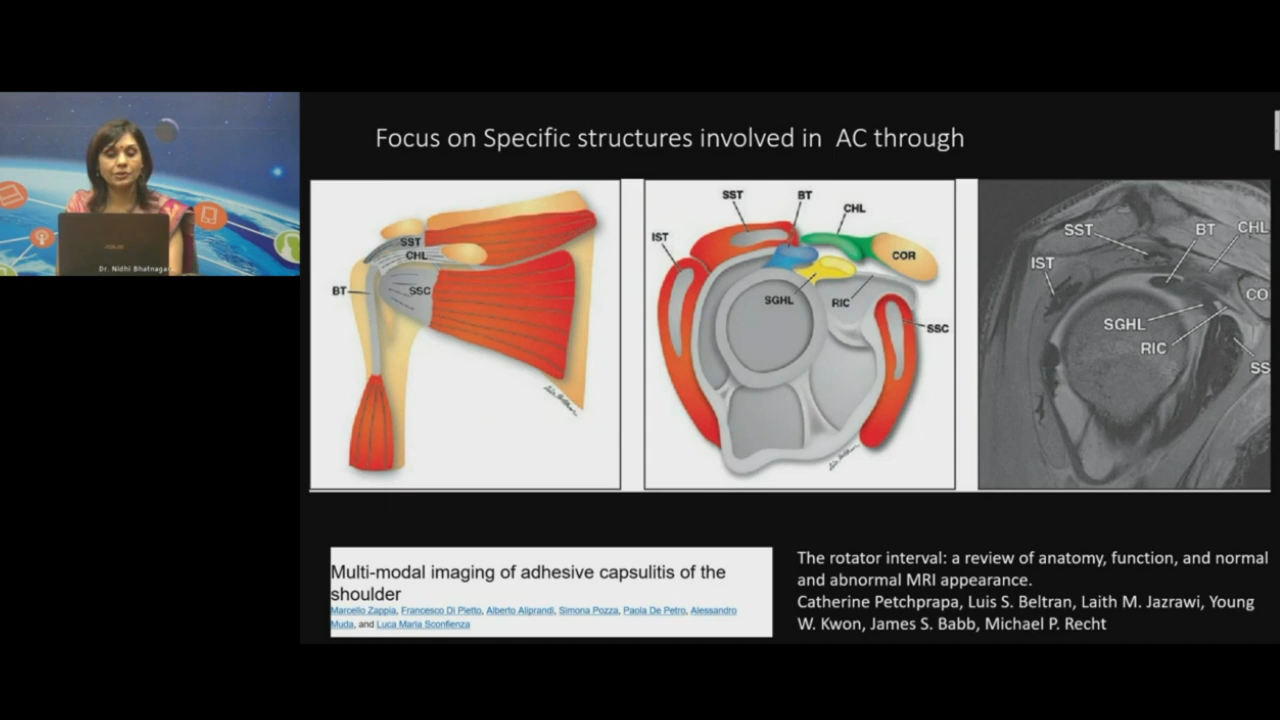 Focus on Specific structures involved in AC through
ASUS
Dr. Nidhi Bhatnagar
SST
CHL
BT
SSC
SST
BT
CHL
IST
COR
SGHL
RIC
SSC
SST
BT
CHL
IST
CO
SGHL
RIC
SS
Multi-modal imaging of adhesive capsulitis of the
shoulder
Marcello Zappia, Francesco Di Pietto, Alberto Aliprandi, Simona Pozza, Paola De Petro, Alessandro
Muda, and Luca Maria Sconfienza
The rotator interval: a review of anatomy, function, and normal
and abnormal MRI appearance.
Catherine Petchprapa, Luis S. Beltran, Laith M. Jazrawi, Young
W. Kwon, James S. Babb, Michael P. Recht